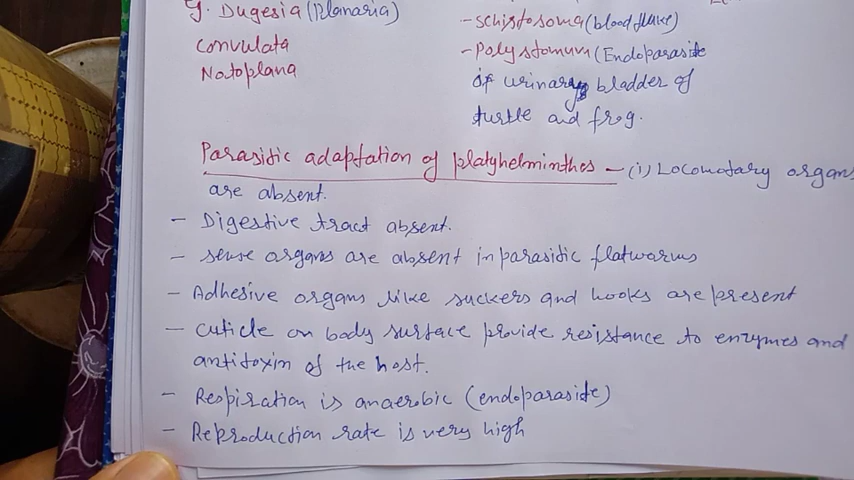 g. Dugesia (Planaria)
Convulata
Notoplana
- Schistosoma (blood fluke)
- Polystomum (Endoparasite
of urinary bladder of
turtle and frog.
Parasitic adaptation of platyhelminthes - (i) Locomotary organs
are absent.
- Digestive tract absent.
- sense organs are absent in parasitic flatworms
- Adhesive organs like suckers and hooks are present
- Cuticle on body surface provide resistance to enzymes and
antitoxin of the host.
- Respiration is anaerobic (endoparasite)
- Reproduction rate is very high